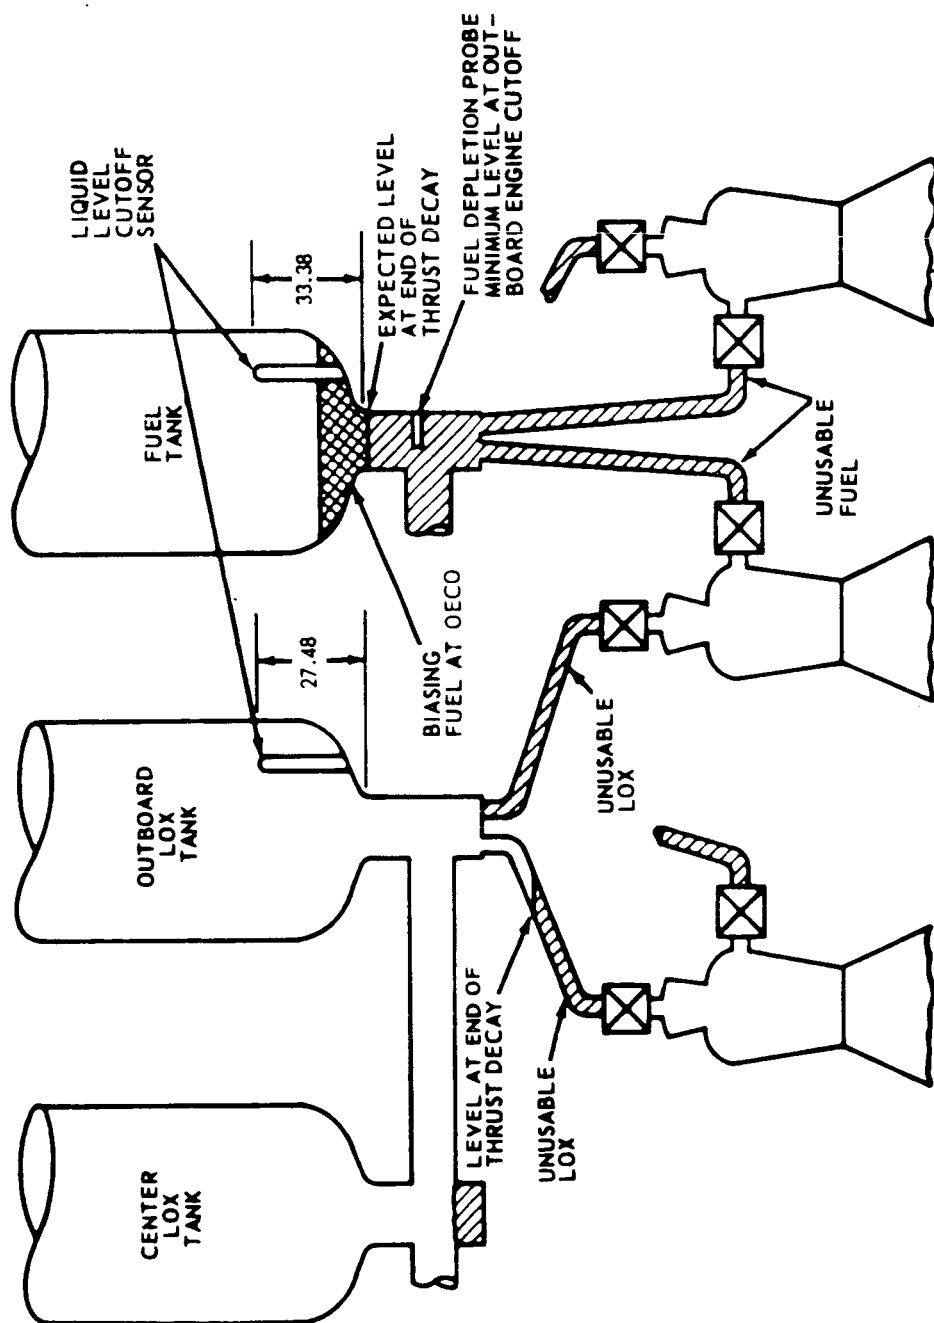 LIQUID
LEVEL
CUTOFF
SENSOR
CENTER
LOX
TANK
OUTBOARD
LOX
TANK
FUEL
TANK
27.48
33.38
BIASING
FUEL AT OECO
EXPECTED LEVEL
AT END OF
THRUST DECAY
FUEL DEPLETION PROBE
MINIMUM LEVEL AT OUT-
BOARD ENGINE CUTOFF
LEVEL AT END OF
THRUST DECAY
UNUSABLE
LOX
UNUSABLE
LOX
UNUSABLE
FUEL